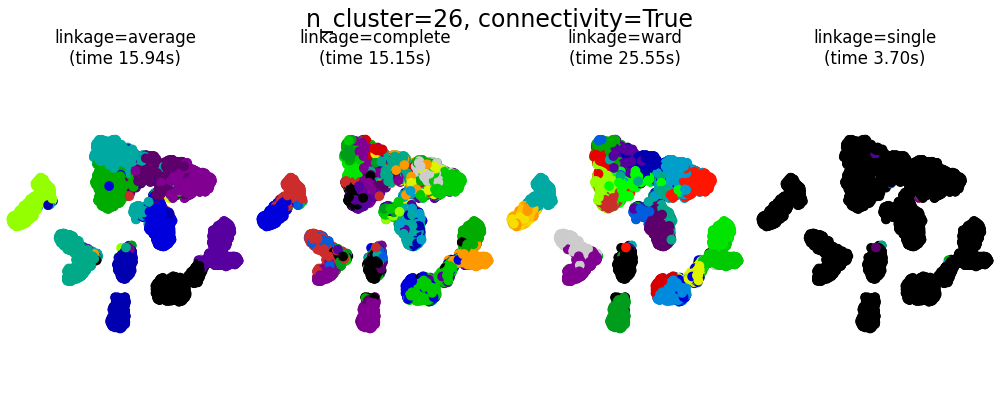 n_cluster=26, connectivity=True
linkage=average
(time 15.94s)
linkage=complete
(time 15.15s)
linkage=ward
(time 25.55s)
linkage=single
(time 3.70s)